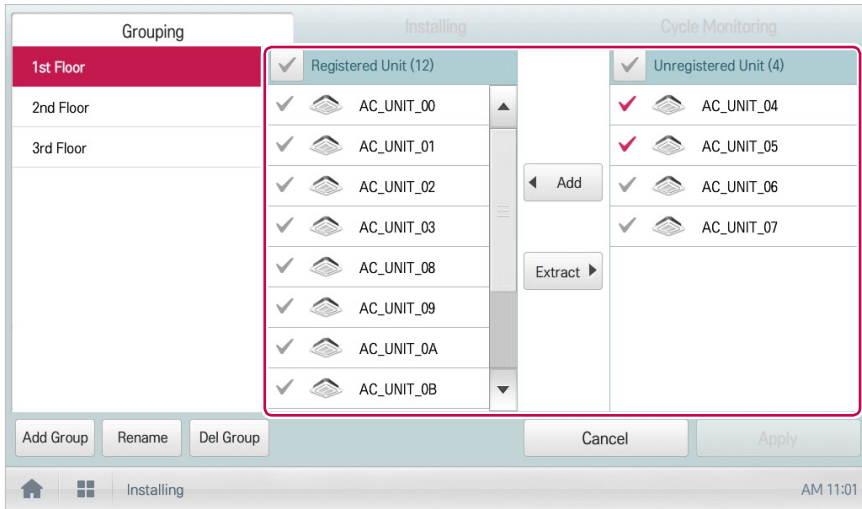 Grouping
Installing
Cycle Monitoring
1st Floor
2nd Floor
3rd Floor
Registered Unit (12)
AC_UNIT_00
AC_UNIT_01
AC_UNIT_02
AC_UNIT_03
AC_UNIT_08
AC_UNIT_09
AC_UNIT_0A
AC_UNIT_0B
Add
Extract
Unregistered Unit (4)
AC_UNIT_04
AC_UNIT_05
AC_UNIT_06
AC_UNIT_07
Add Group
Rename
Del Group
Cancel
Apply
Installing
AM 11:01